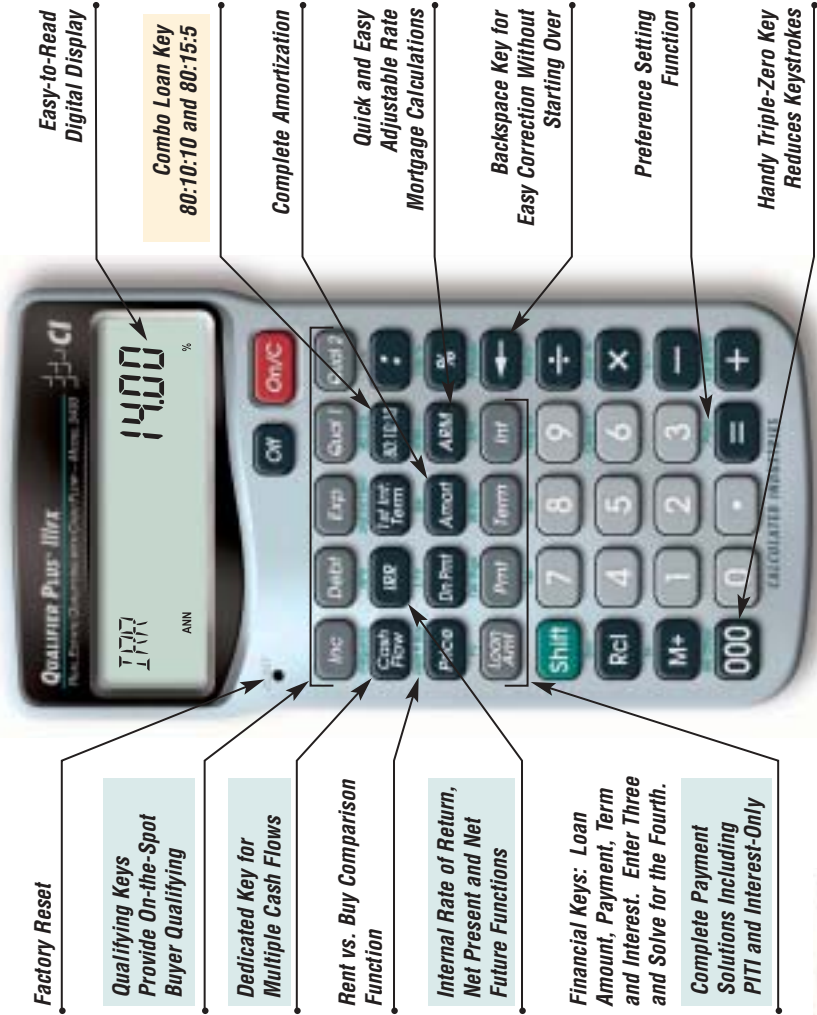 Factory Reset
Qualifying Keys
Provide On-the-Spot
Buyer Qualifying
Dedicated Key for
Multiple Cash Flows
Rent vs. Buy Comparison
Function
Internal Rate of Return,
Net Present and Net
Future Functions
Financial Keys: Loan
Amount, Payment, Term
and Interest. Enter Three
and Solve for the Fourth.
Complete Payment
Solutions Including
PITI and Interest-Only
QUALIFIER PLUS IIIFX
CI
IRR
14.00
ANN
%
Off
On/C
Inc
Debt
Exp
Qual 1
Qual 2
Cash
Flow
IRR
Term
80:10:10
:
Price
Dn Pmt
Amort
ARM
%
Loan
Amt
Pmt
Term
Int
Shift
7
8
9
÷
Rcl
4
5
6
×
M+
1
2
3
−
000
0
•
=
+
CALCULATED INDUSTRIES
Easy-to-Read
Digital Display
Combo Loan Key
80:10:10 and 80:15:5
Complete Amortization
Quick and Easy
Adjustable Rate
Mortgage Calculations
Backspace Key for
Easy Correction Without
Starting Over
Preference Setting
Function
Handy Triple-Zero Key
Reduces Keystrokes